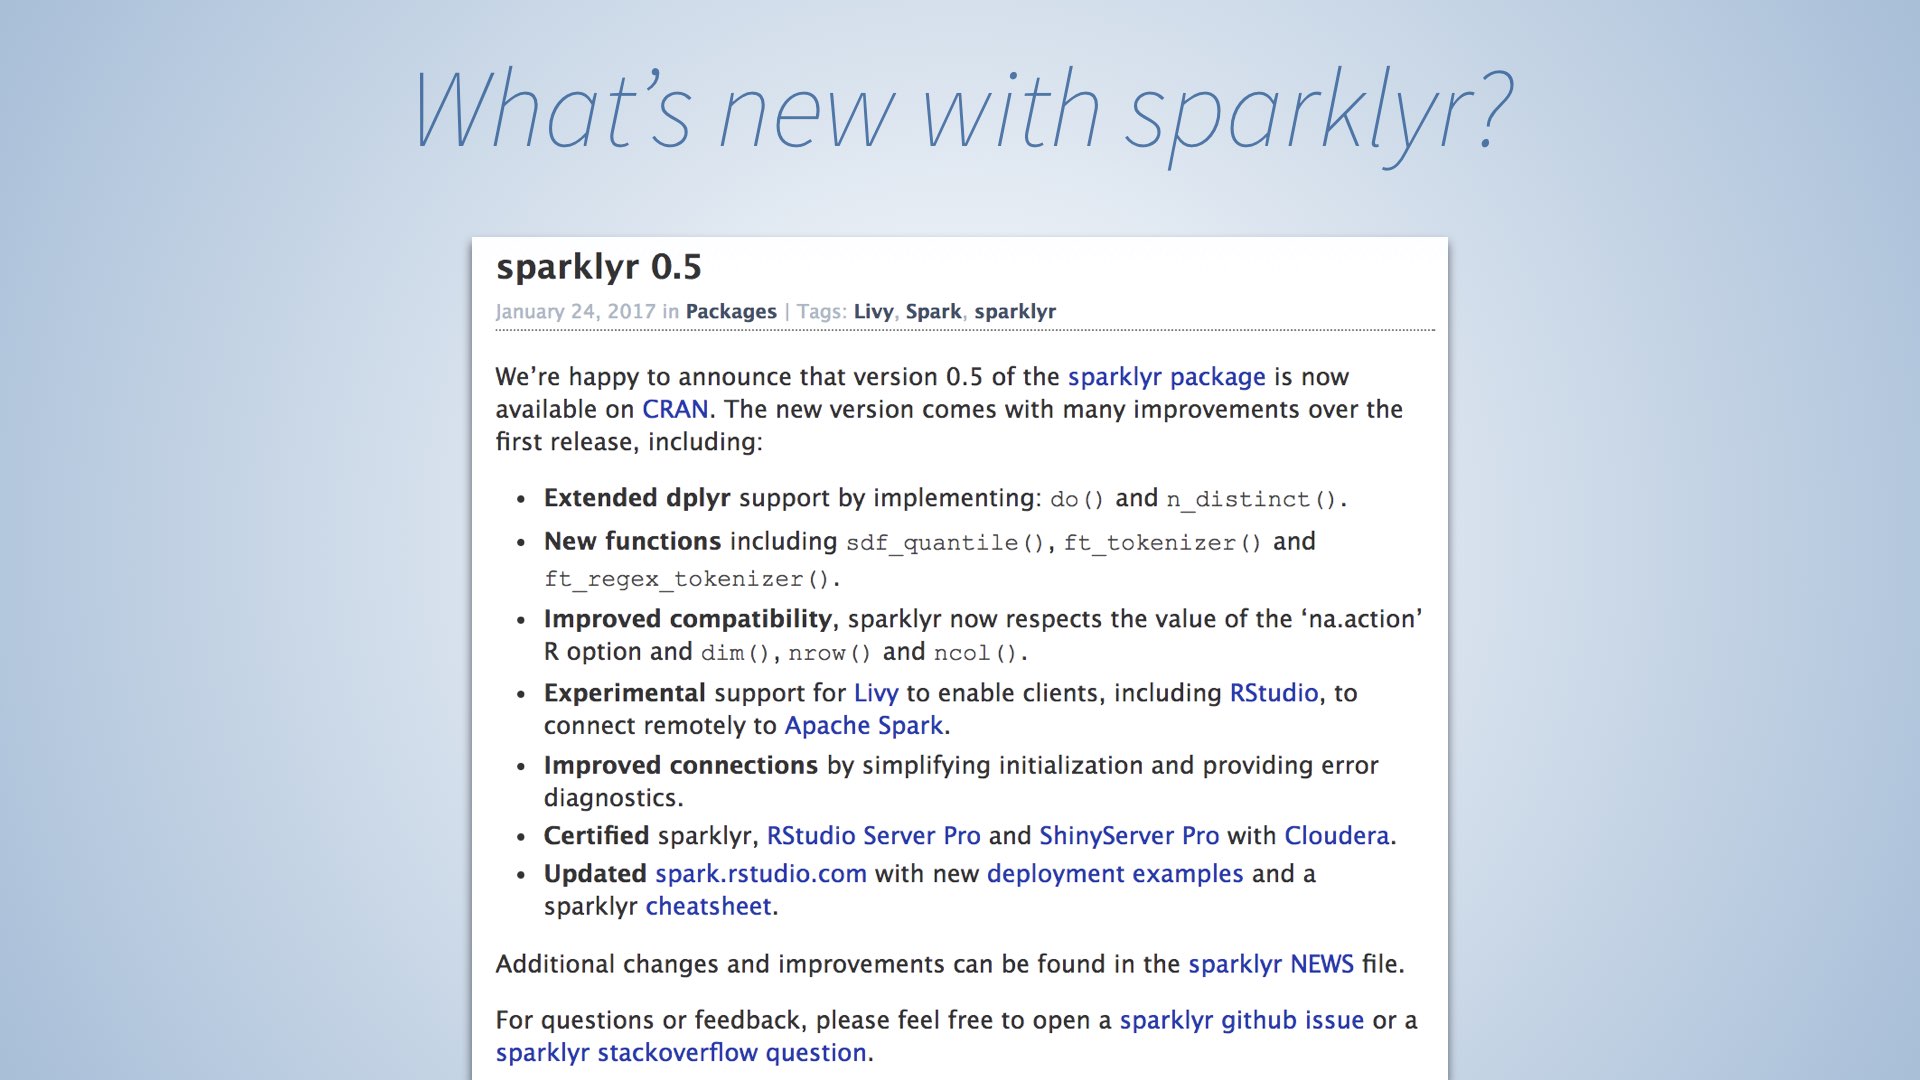 What’s new with sparklyr?
sparklyr 0.5
January 24, 2017 in Packages | Tags: Livy, Spark, sparklyr
We’re happy to announce that version 0.5 of the sparklyr package is now
available on CRAN. The new version comes with many improvements over the
first release, including:
• Extended dplyr support by implementing: do() and n_distinct().
• New functions including sdf_quantile(), ft_tokenizer() and
ft_regex_tokenizer().
• Improved compatibility, sparklyr now respects the value of the ‘na.action’
R option and dim(), nrow() and ncol().
• Experimental support for Livy to enable clients, including RStudio, to
connect remotely to Apache Spark.
• Improved connections by simplifying initialization and providing error
diagnostics.
• Certified sparklyr, RStudio Server Pro and ShinyServer Pro with Cloudera.
• Updated spark.rstudio.com with new deployment examples and a
sparklyr cheatsheet.
Additional changes and improvements can be found in the sparklyr NEWS file.
For questions or feedback, please feel free to open a sparklyr github issue or a
sparklyr stackoverflow question.